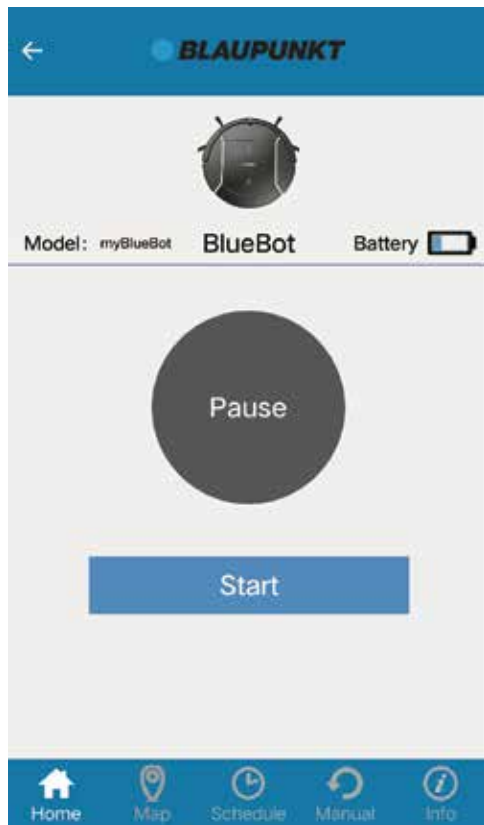 BLAUPUNKT
Model: myBlueBot BlueBot Battery
Pause
Start
Home Map Schedule Manual Info